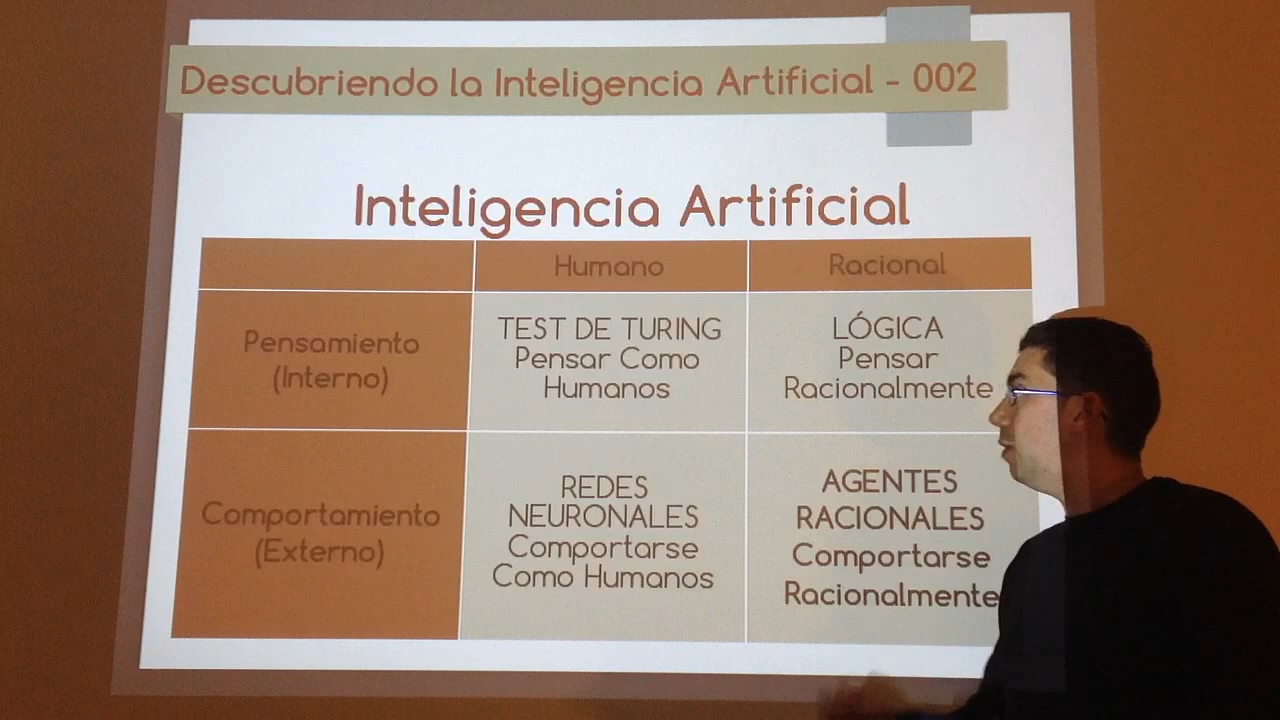 Descubriendo la Inteligencia Artificial - 002
Inteligencia Artificial
Humano
Racional
Pensamiento
(Interno)
TEST DE TURING
Pensar Como
Humanos
LÓGICA
Pensar
Racionalmente
Comportamiento
(Externo)
REDES
NEURONALES
Comportarse
Como Humanos
AGENTES
RACIONALES
Comportarse
Racionalmente